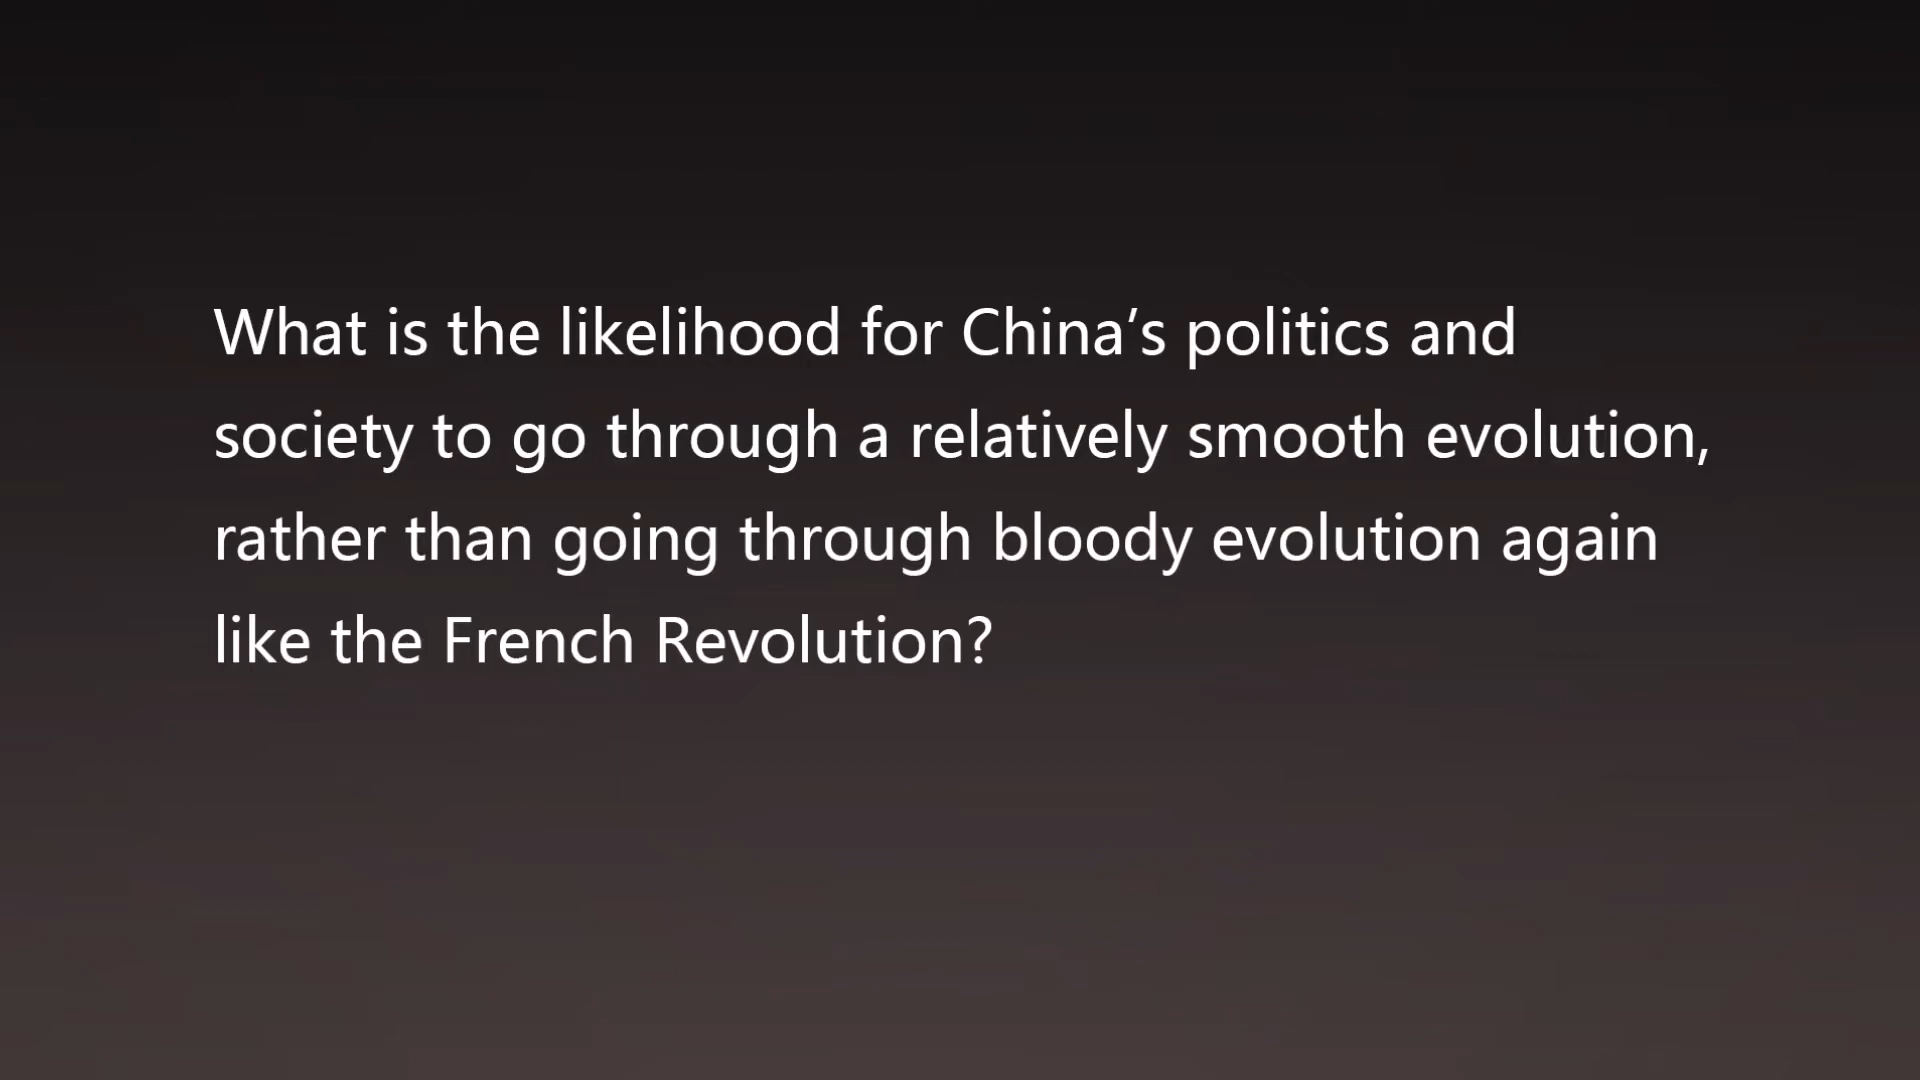 What is the likelihood for China’s politics and
society to go through a relatively smooth evolution,
rather than going through bloody evolution again
like the French Revolution?